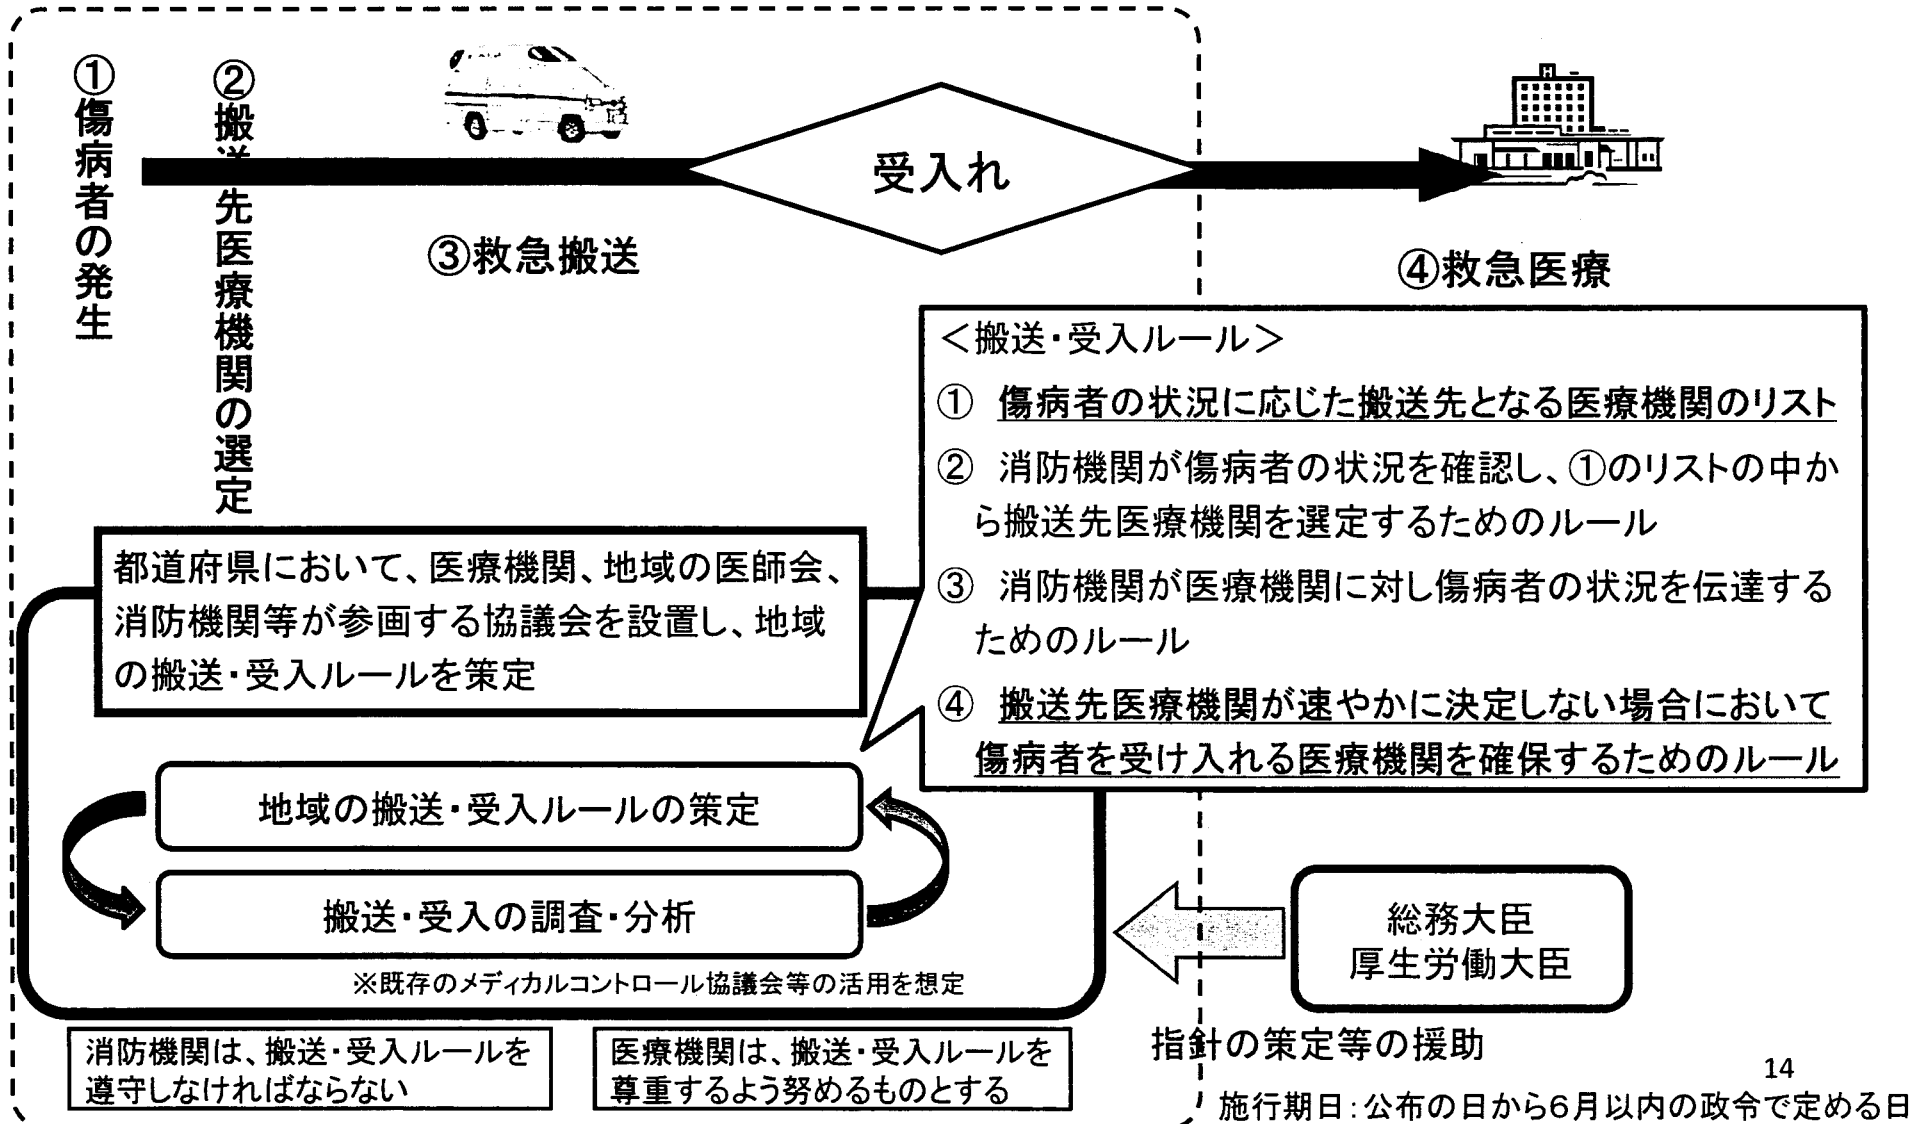 ①傷病者の発生
②搬送先医療機関の選定
③救急搬送
受入れ
④救急医療
＜搬送・受入ルール＞
① 傷病者の状況に応じた搬送先となる医療機関のリスト
② 消防機関が傷病者の状況を確認し、①のリストの中か
ら搬送先医療機関を選定するためのルール
③ 消防機関が医療機関に対し傷病者の状況を伝達する
ためのルール
④ 搬送先医療機関が速やかに決定しない場合において
傷病者を受け入れる医療機関を確保するためのルール
都道府県において、医療機関、地域の医師会、
消防機関等が参画する協議会を設置し、地域
の搬送・受入ルールを策定
地域の搬送・受入ルールの策定
搬送・受入の調査・分析
※既存のメディカルコントロール協議会等の活用を想定
総務大臣
厚生労働大臣
指針の策定等の援助
消防機関は、搬送・受入ルールを
遵守しなければならない
医療機関は、搬送・受入ルールを
尊重するよう努めるものとする
14
施行期日：公布の日から６月以内の政令で定める日